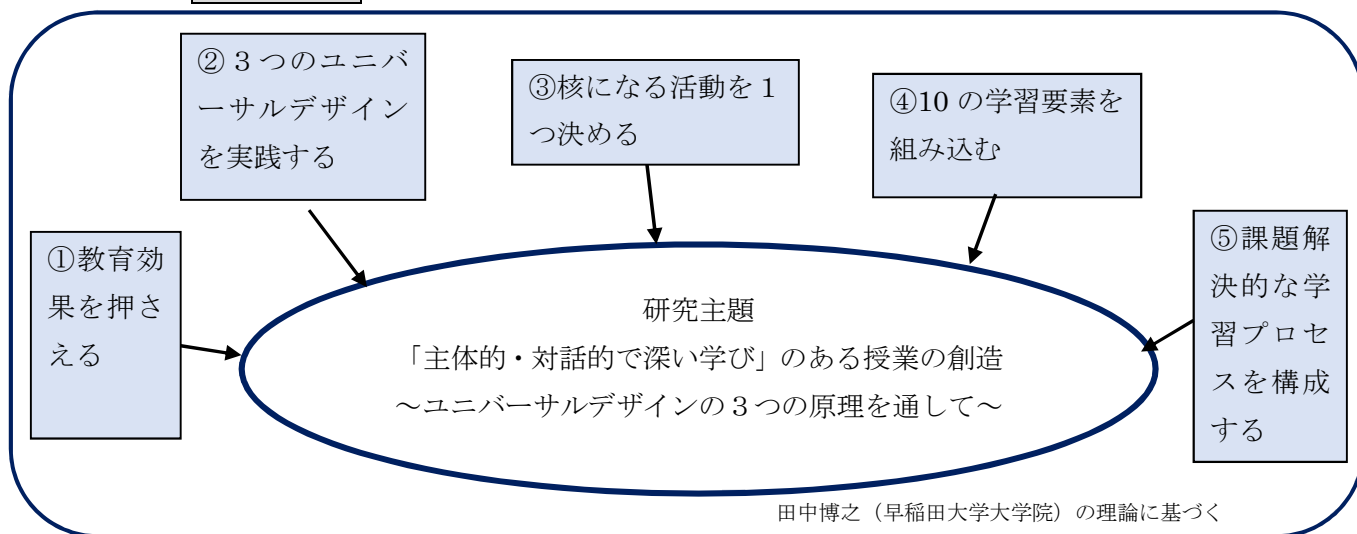 ①教育効
果を押さ
える
②３つのユニバ
ーサルデザイン
を実践する
③核になる活動を１
つ決める
④10 の学習要素を
組み込む
⑤課題解
決的な学
習プロセ
スを構成
する
研究主題
「主体的・対話的で深い学び」のある授業の創造
～ユニバーサルデザインの３つの原理を通して～
田中博之（早稲田大学大学院）の理論に基づく